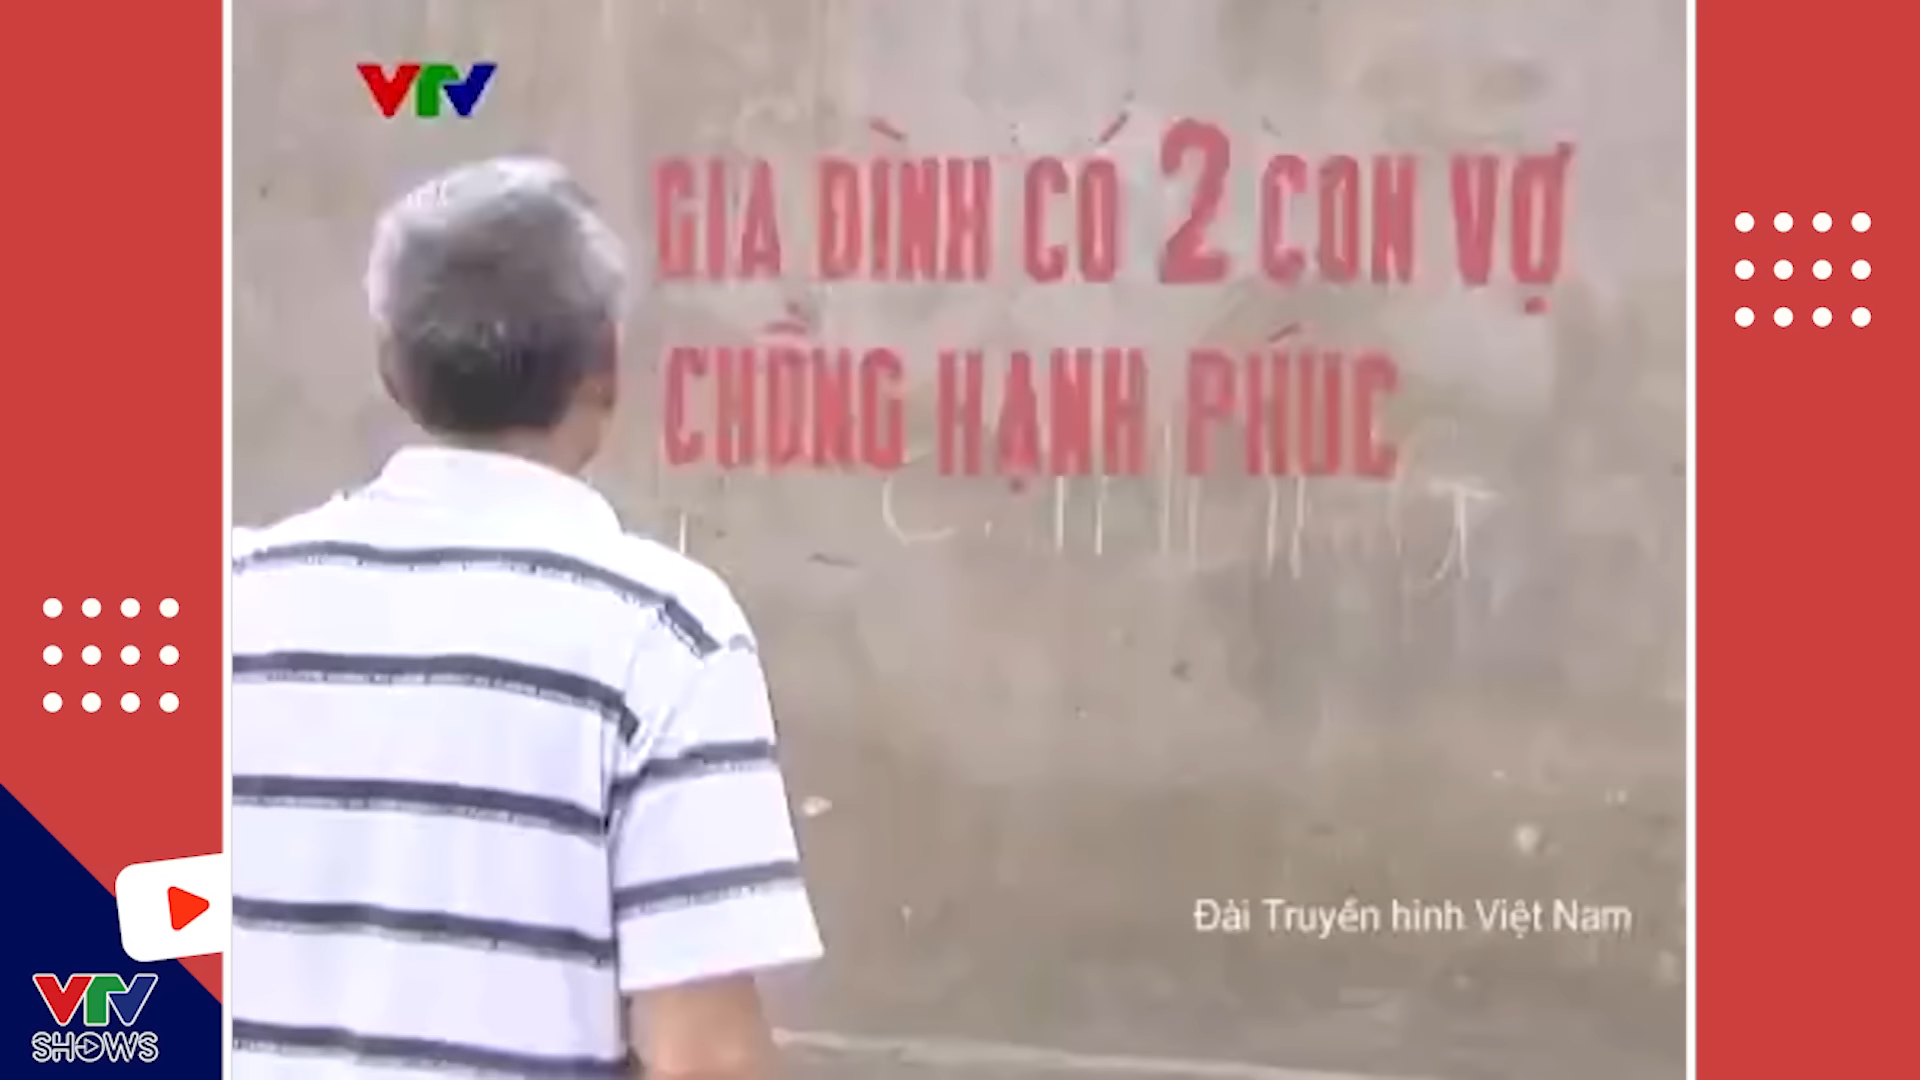 VTV
GIA ĐÌNH CÓ 2 CON VỢ
CHỒNG HẠNH PHÚC
Đài Truyền hình Việt Nam
VTV
SHOWS